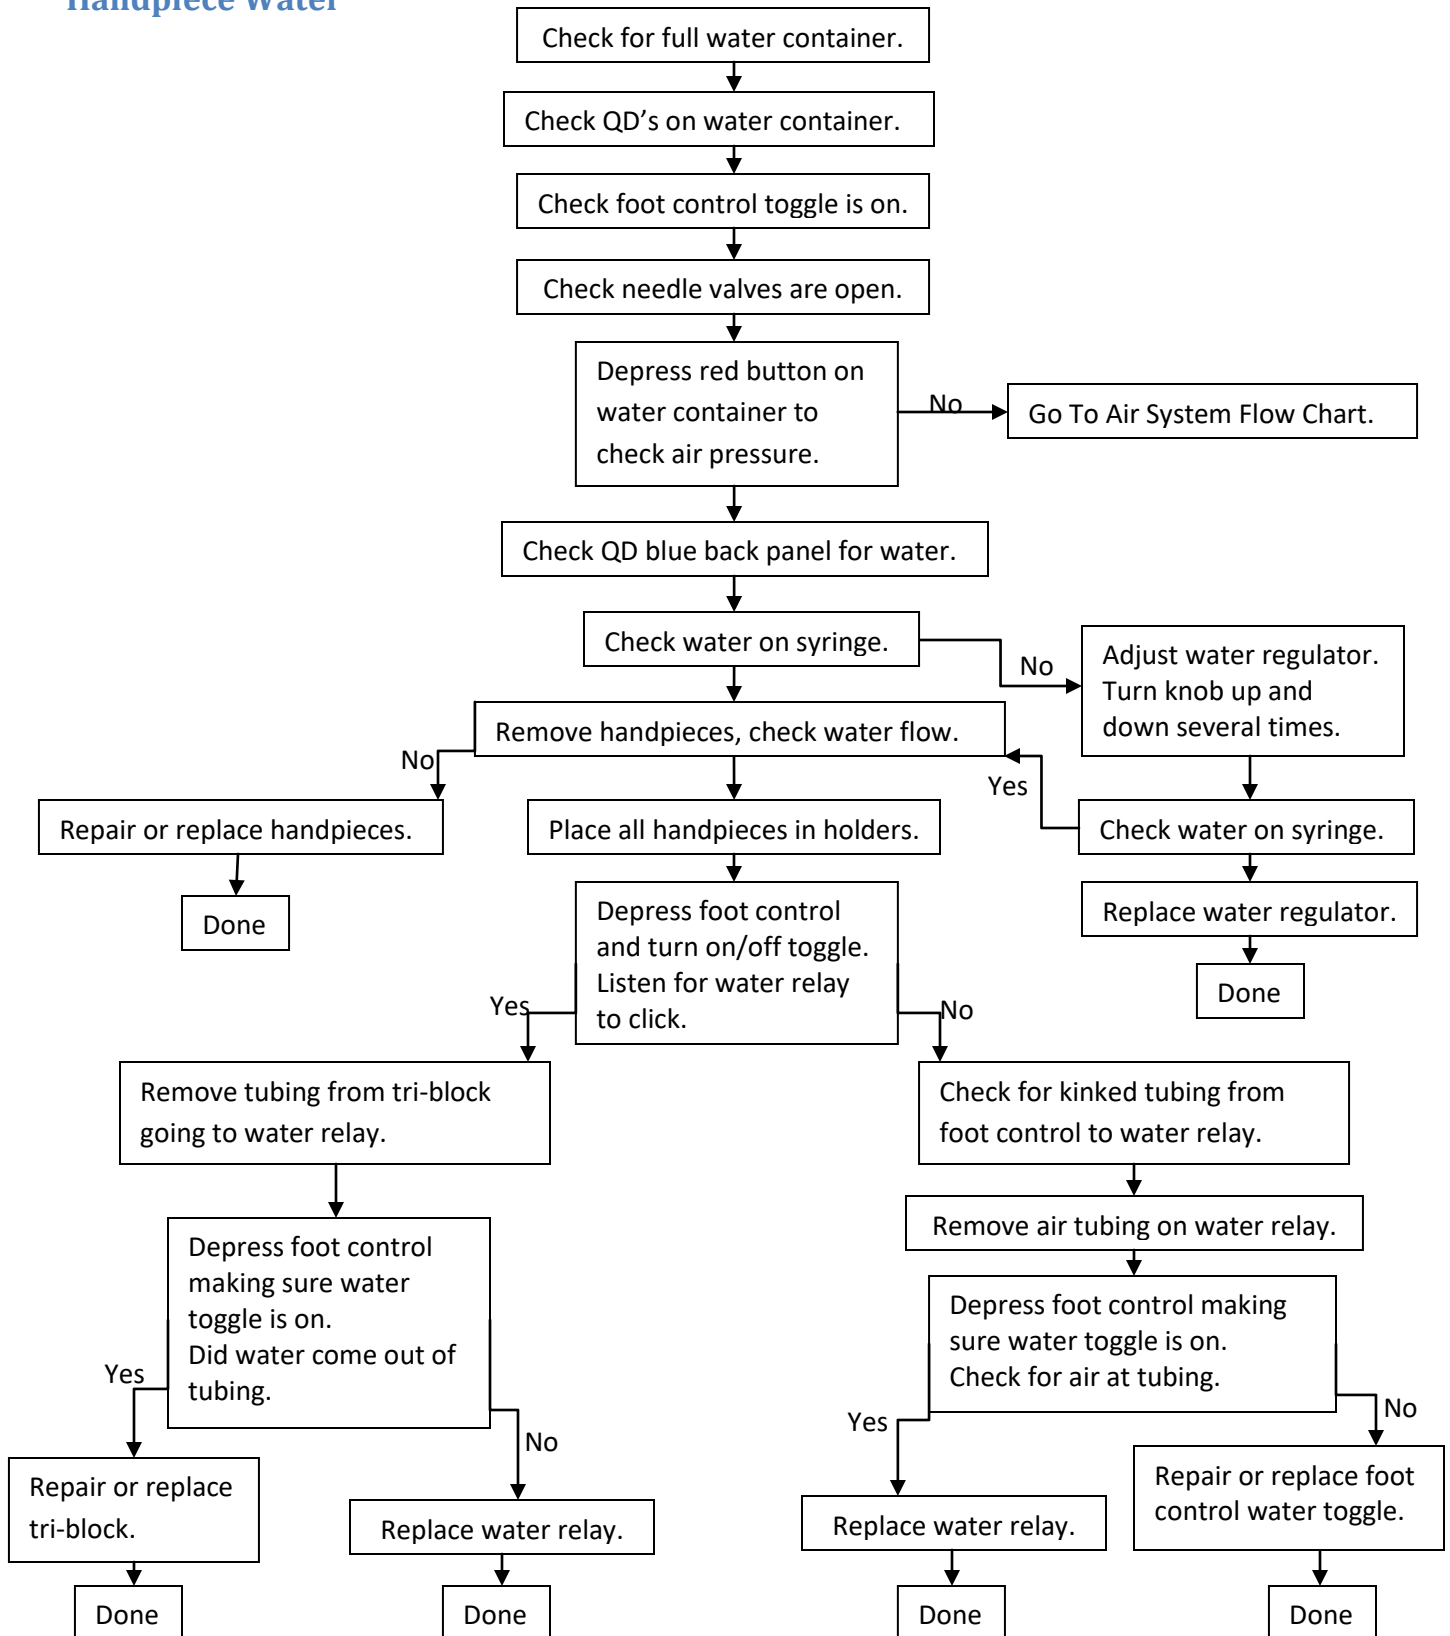 Handpiece Water
Check for full water container.
Check QD’s on water container.
Check foot control toggle is on.
Check needle valves are open.
Depress red button on
water container to
check air pressure.
No
Go To Air System Flow Chart.
Check QD blue back panel for water.
Check water on syringe.
No
Adjust water regulator.
Turn knob up and
down several times.
Remove handpieces, check water flow.
No
Yes
Repair or replace handpieces.
Place all handpieces in holders.
Check water on syringe.
Done
Depress foot control
and turn on/off toggle.
Listen for water relay
to click.
Replace water regulator.
Done
Yes
No
Remove tubing from tri-block
going to water relay.
Check for kinked tubing from
foot control to water relay.
Remove air tubing on water relay.
Depress foot control
making sure water
toggle is on.
Did water come out of
tubing.
Depress foot control making
sure water toggle is on.
Check for air at tubing.
Yes
No
Yes
No
Repair or replace
tri-block.
Replace water relay.
Replace water relay.
Repair or replace foot
control water toggle.
Done
Done
Done
Done